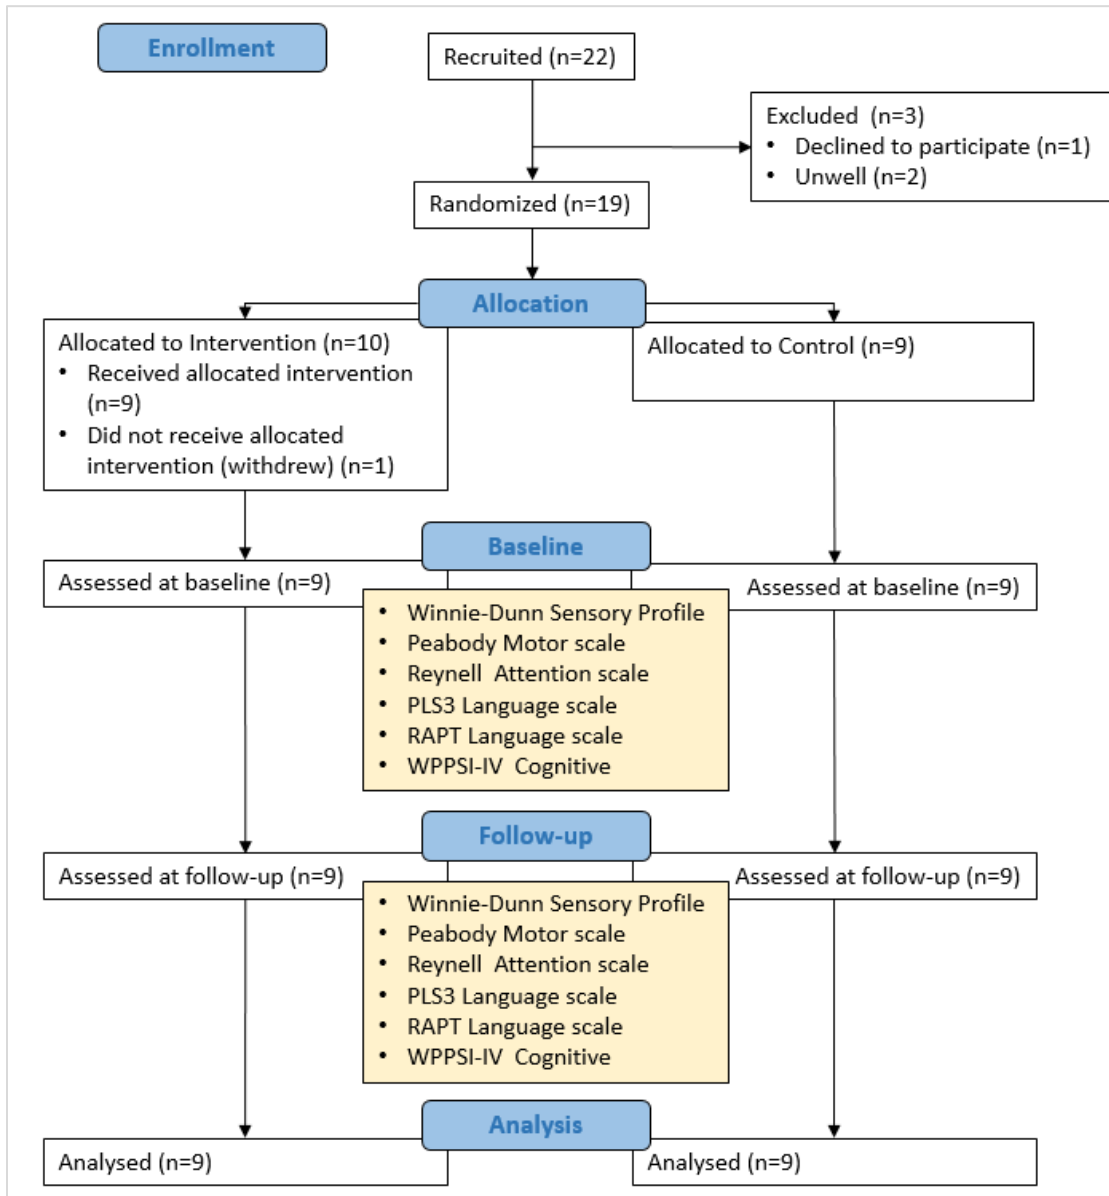 Enrollment
Recruited (n=22)
Excluded (n=3)
• Declined to participate (n=1)
• Unwell (n=2)
Randomized (n=19)
Allocation
Allocated to Intervention (n=10)
• Received allocated intervention
(n=9)
• Did not receive allocated
intervention (withdrew) (n=1)
Allocated to Control (n=9)
Baseline
Assessed at baseline (n=9)
Assessed at baseline (n=9)
• Winnie-Dunn Sensory Profile
• Peabody Motor scale
• Reynell Attention scale
• PLS3 Language scale
• RAPT Language scale
• WPPSI-IV Cognitive
Follow-up
Assessed at follow-up (n=9)
Assessed at follow-up (n=9)
• Winnie-Dunn Sensory Profile
• Peabody Motor scale
• Reynell Attention scale
• PLS3 Language scale
• RAPT Language scale
• WPPSI-IV Cognitive
Analysis
Analysed (n=9)
Analysed (n=9)